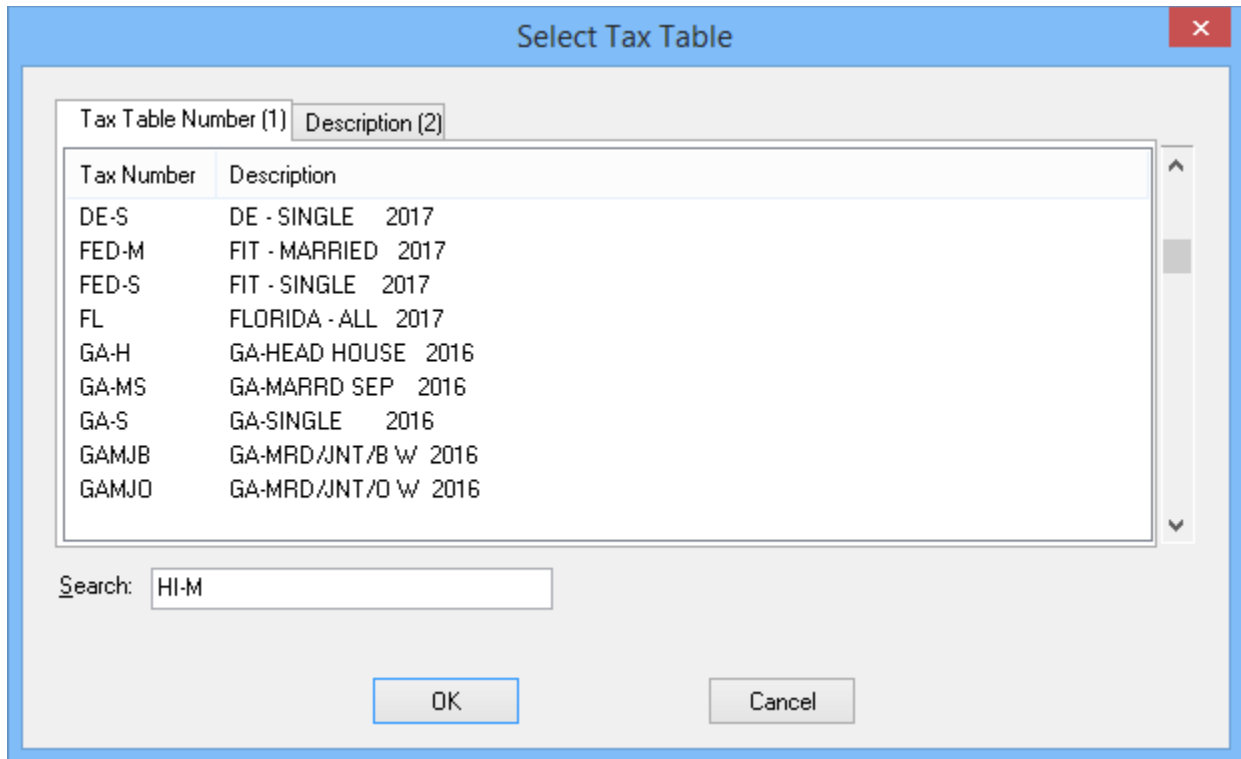 Select Tax Table
Tax Table Number (1) Description (2)
Tax Number Description
DE-S DE - SINGLE 2017
FED-M FIT - MARRIED 2017
FED-S FIT - SINGLE 2017
FL FLORIDA - ALL 2017
GA-H GA-HEAD HOUSE 2016
GA-MS GA-MARRD SEP 2016
GA-S GA-SINGLE 2016
GAMJB GA-MRD/JNT/B W 2016
GAMJO GA-MRD/JNT/O W 2016
Search: HI-M
OK Cancel